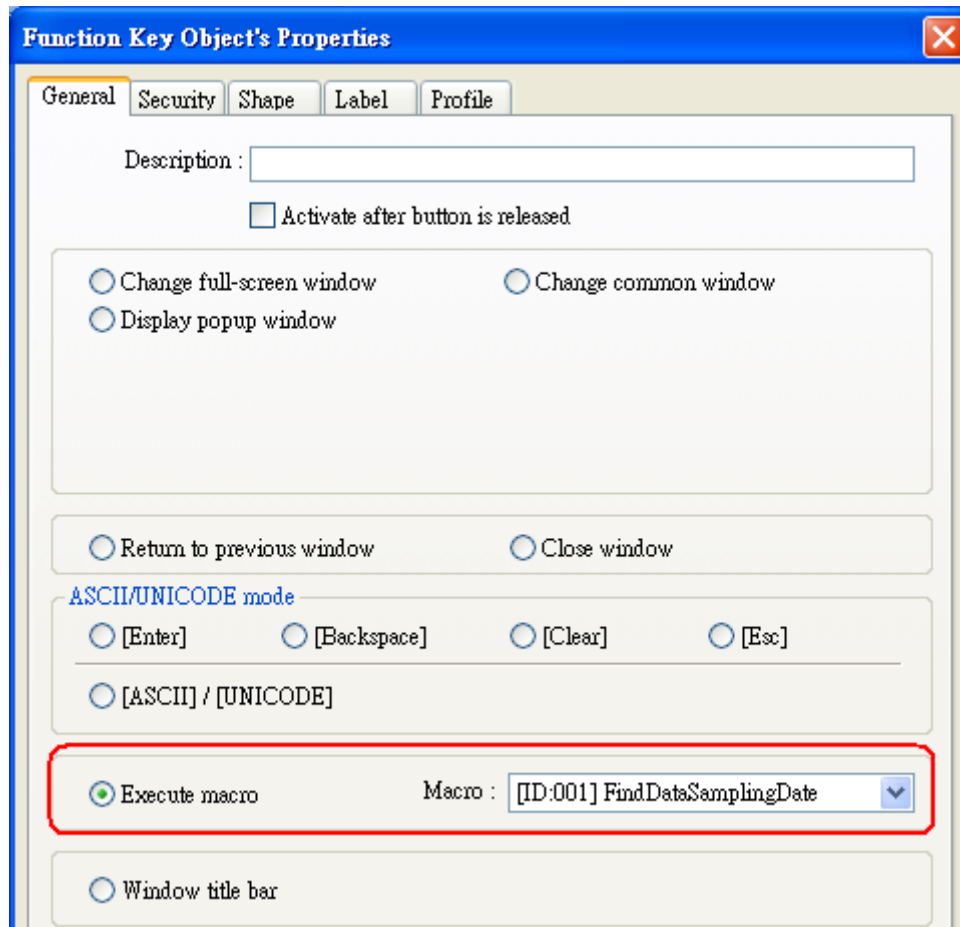 Function Key Object's Properties
General Security Shape Label Profile
Description :
Activate after button is released
Change full-screen window Change common window
Display popup window
Return to previous window Close window
ASCII/UNICODE mode
[Enter] [Backspace] [Clear] [Esc]
[ASCII] / [UNICODE]
Execute macro Macro : [ID:001] FindDataSamplingDate
Window title bar